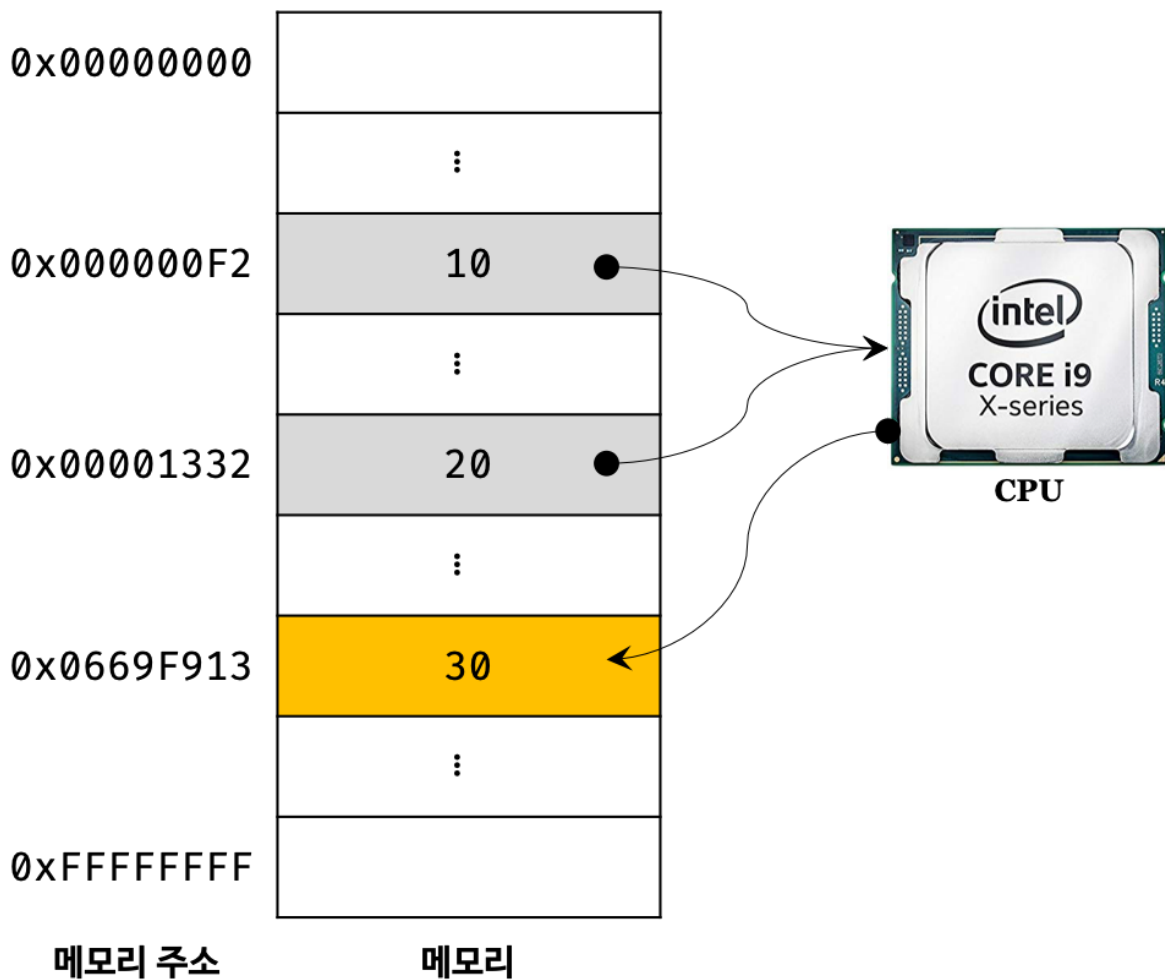 0x00000000
⋮
0x000000F2 10
⋮
0x00001332 20
⋮
0x0669F913 30
⋮
0xFFFFFFFF
메모리 주소 메모리
intel
CORE i9
X-series
R4
CPU